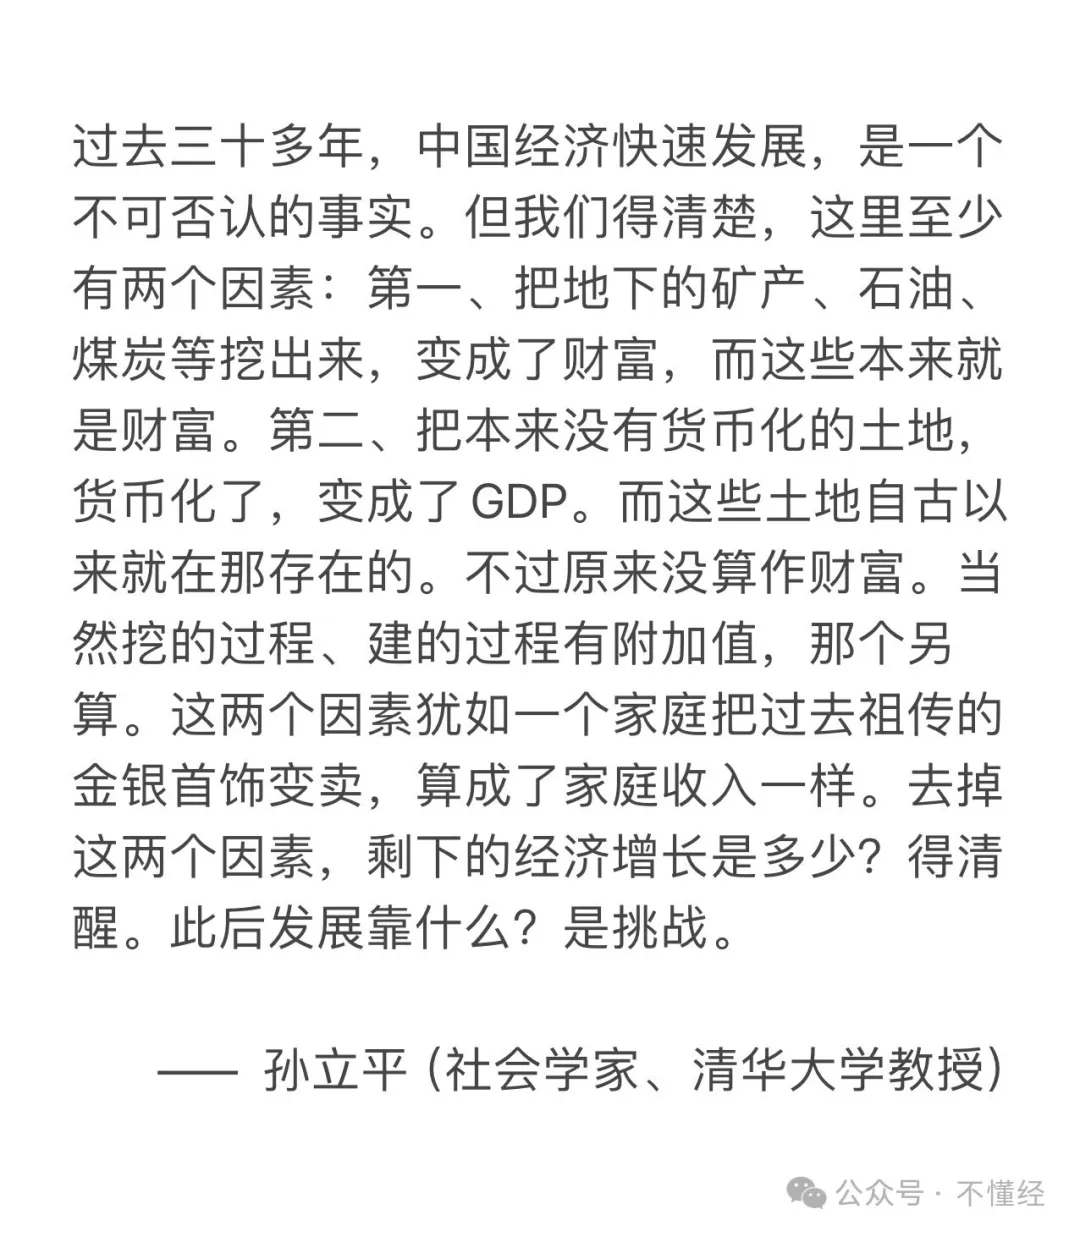 过去三十多年，中国经济快速发展，是一个
不可否认的事实。但我们得清楚，这里至少
有两个因素：第一、把地下的矿产、石油、
煤炭等挖出来，变成了财富，而这些本来就
是财富。第二、把本来没有货币化的土地，
货币化了，变成了GDP。而这些土地自古以
来就在那存在的。不过原来没算作财富。当
然挖的过程、建的过程有附加值，那个另
算。这两个因素犹如一个家庭把过去祖传的
金银首饰变卖，算成了家庭收入一样。去掉
这两个因素，剩下的经济增长是多少？得清
醒。此后发展靠什么？是挑战。
—— 孙立平（社会学家、清华大学教授）
公众号 · 不懂经